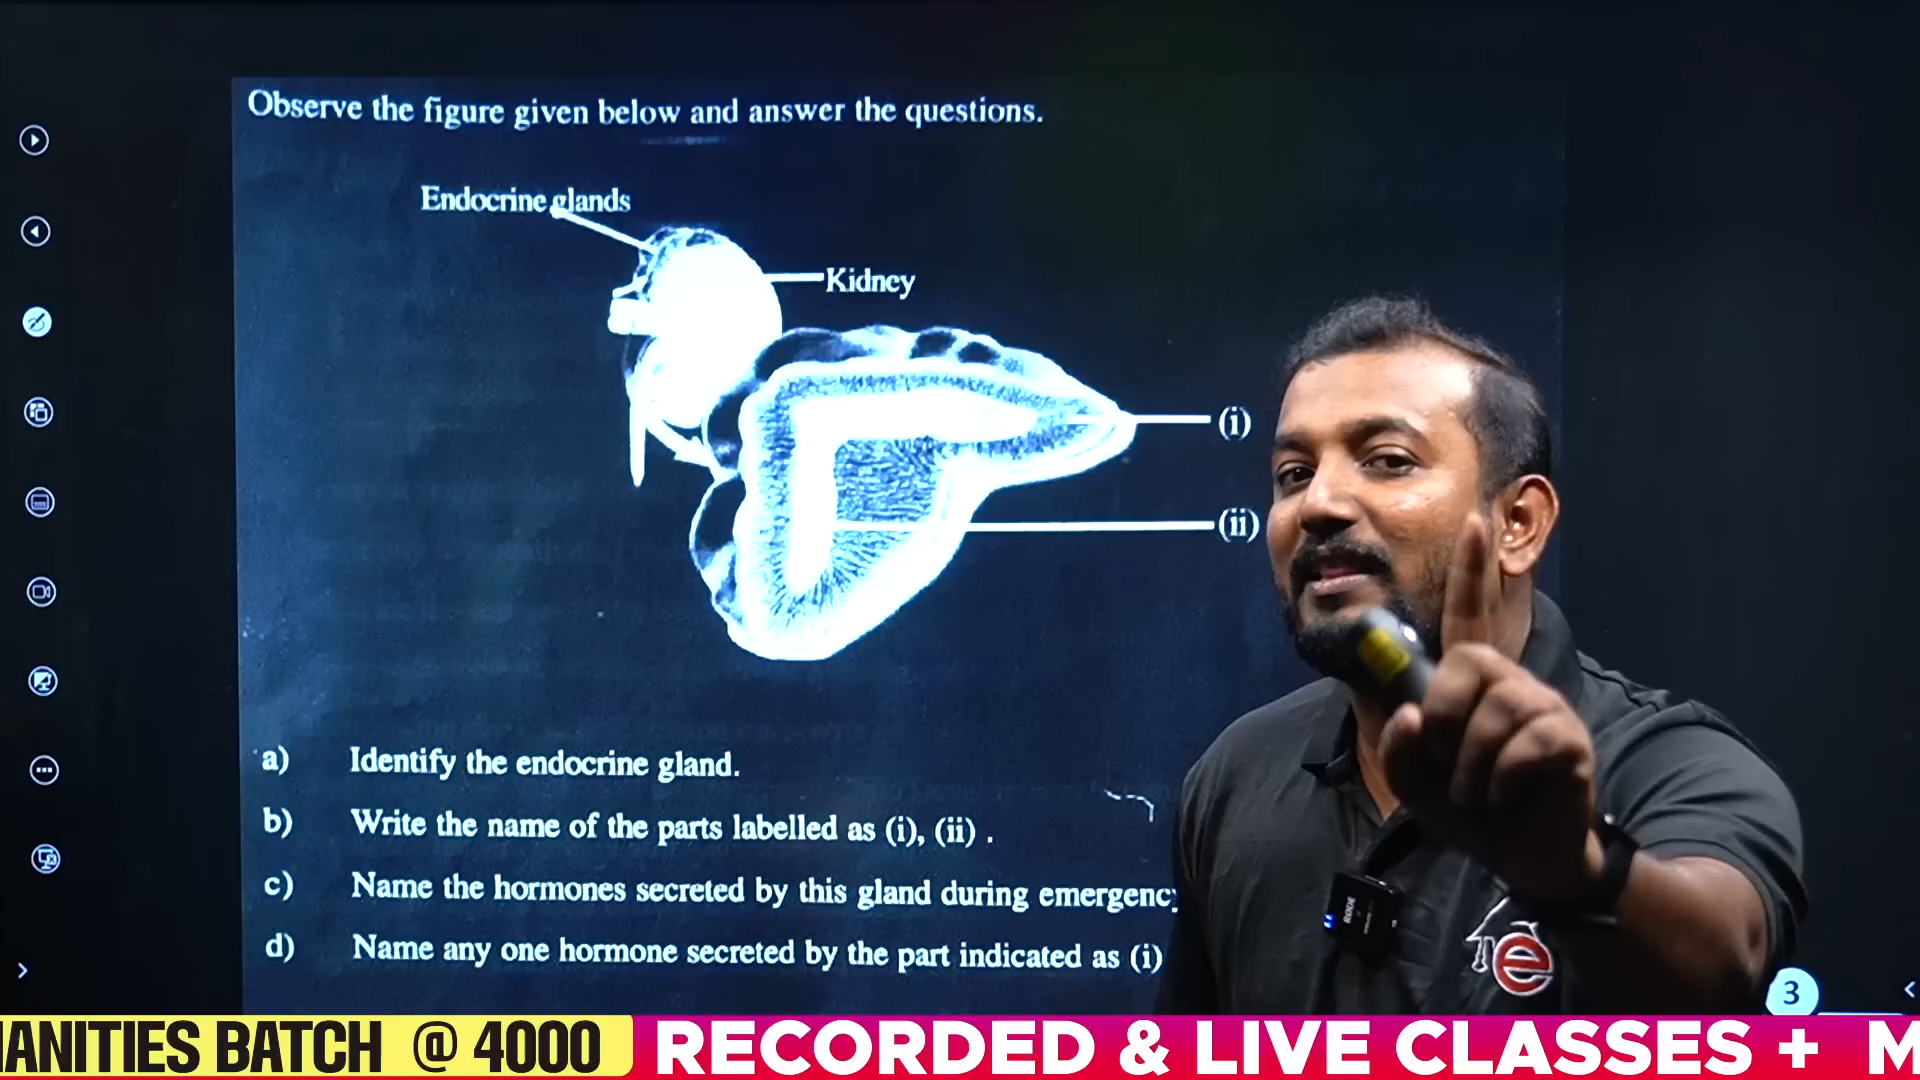 Observe the figure given below and answer the questions.
Endocrine glands
Kidney
(i)
(ii)
a) Identify the endocrine gland.
b) Write the name of the parts labelled as (i), (ii) .
c) Name the hormones secreted by this gland during
d) Name any one hormone secreted by the part indicated as (i)
RODE
e
3
BATCH @ 4000
RECORDED & LIVE CLASSES +